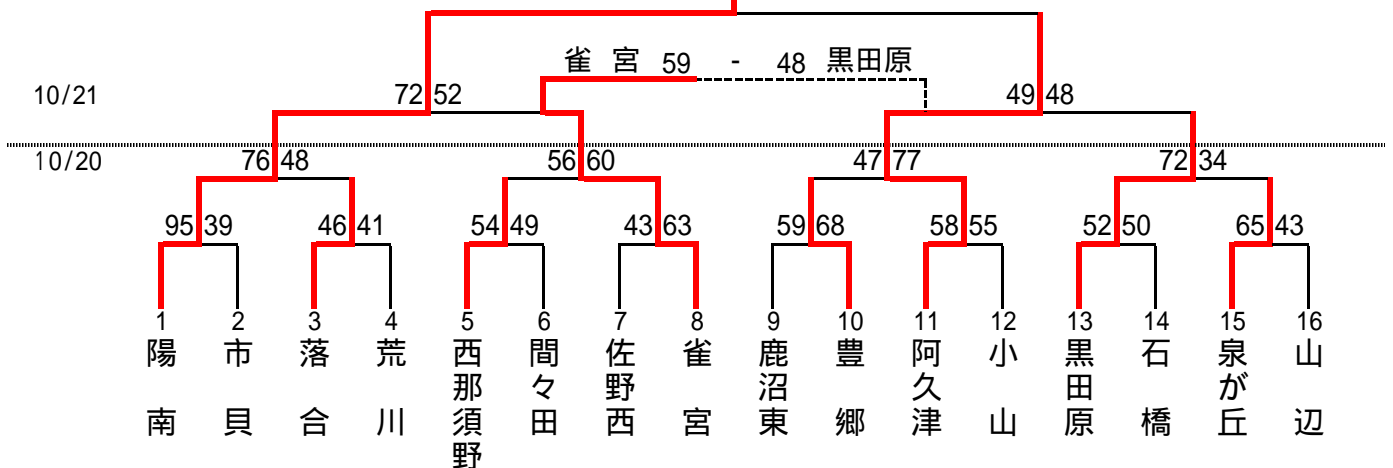 雀 宮 59 - 48 黒田原
10/21 72 52 49 48
10/20 76 48 56 60 47 77 72 34
95 39 46 41 54 49 43 63 59 68 58 55 52 50 65 43
1 2 3 4 5 6 7 8 9 10 11 12 13 14 15 16
陽南
市貝
落合
荒川
西那須野
間々田
佐野西
雀宮
鹿沼東
豊郷
阿久津
小山
黒田原
石橋
泉が丘
山辺